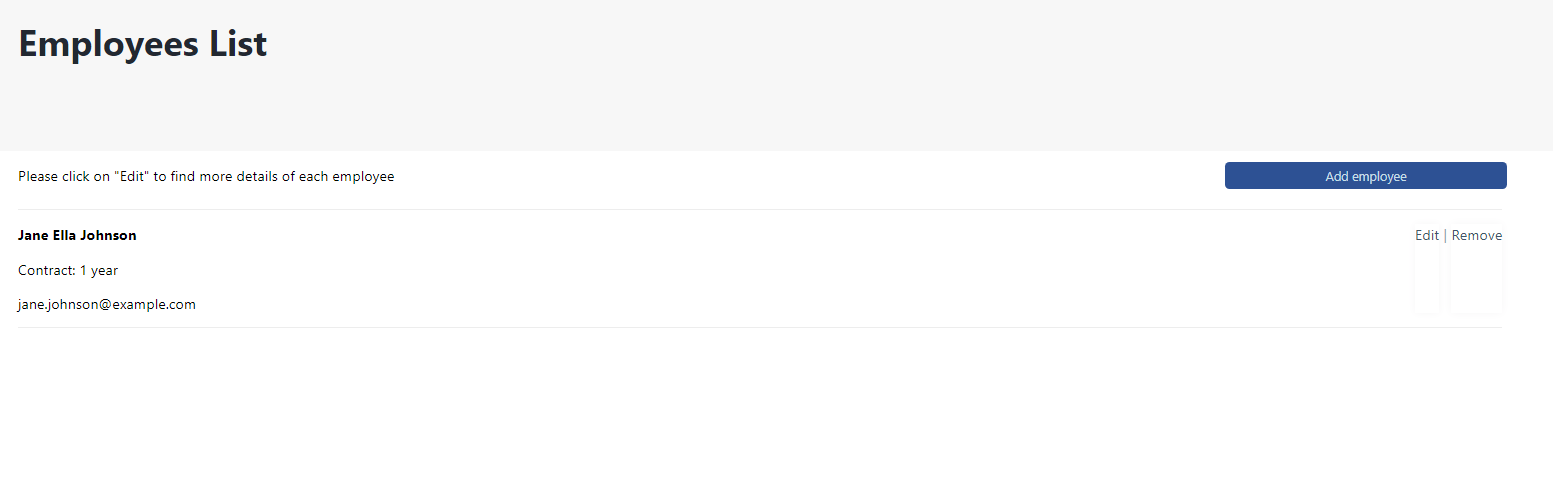 Employees List
Please click on "Edit" to find more details of each employee
Add employee
Jane Ella Johnson
Edit | Remove
Contract: 1 year
jane.johnson@example.com